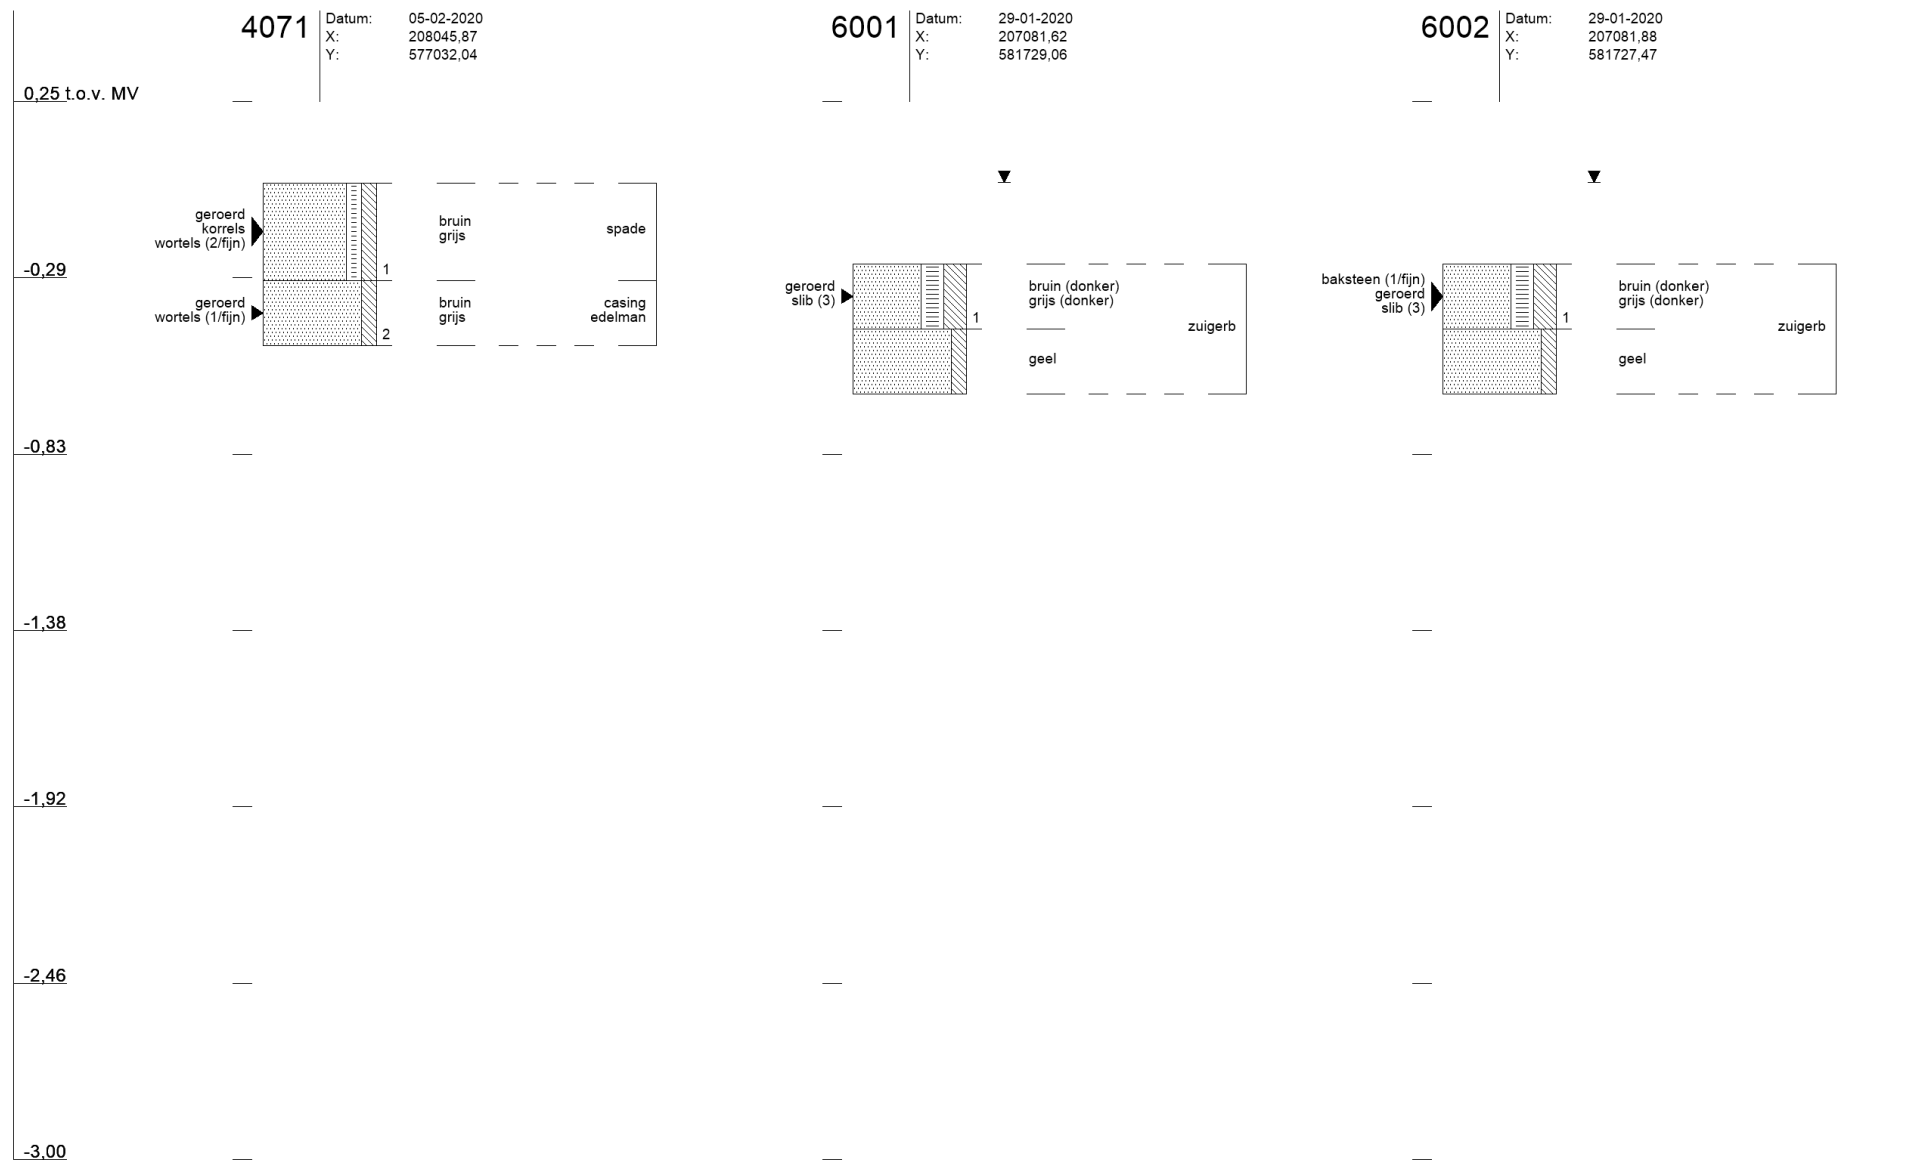 4071
Datum: 05-02-2020
X: 208045,87
Y: 577032,04
6001
Datum: 29-01-2020
X: 207081,62
Y: 581729,06
6002
Datum: 29-01-2020
X: 207081,88
Y: 581727,47
0,25 t.o.v. MV
-0,29
-0,83
-1,38
-1,92
-2,46
-3,00
geroerd
korrels
wortels (2/fijn)
1
bruin
grijs
spade
geroerd
wortels (1/fijn)
2
bruin
grijs
casing
edelman
geroerd
slib (3)
1
bruin (donker)
grijs (donker)
zuigerb
geel
baksteen (1/fijn)
geroerd
slib (3)
1
bruin (donker)
grijs (donker)
zuigerb
geel